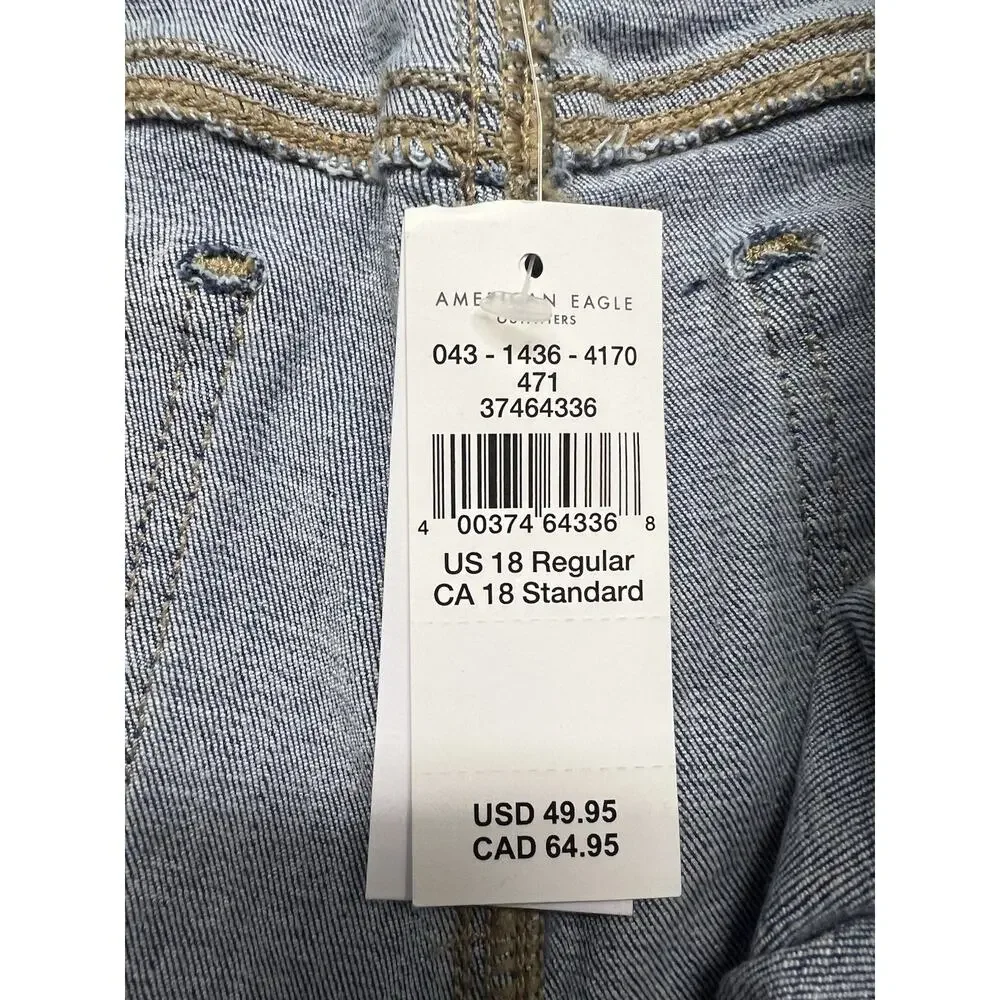 AMERICAN EAGLE
OUTFITTERS
043 - 1436 - 4170
471
37464336
4 00374 64336 8
US 18 Regular
CA 18 Standard
USD 49.95
CAD 64.95